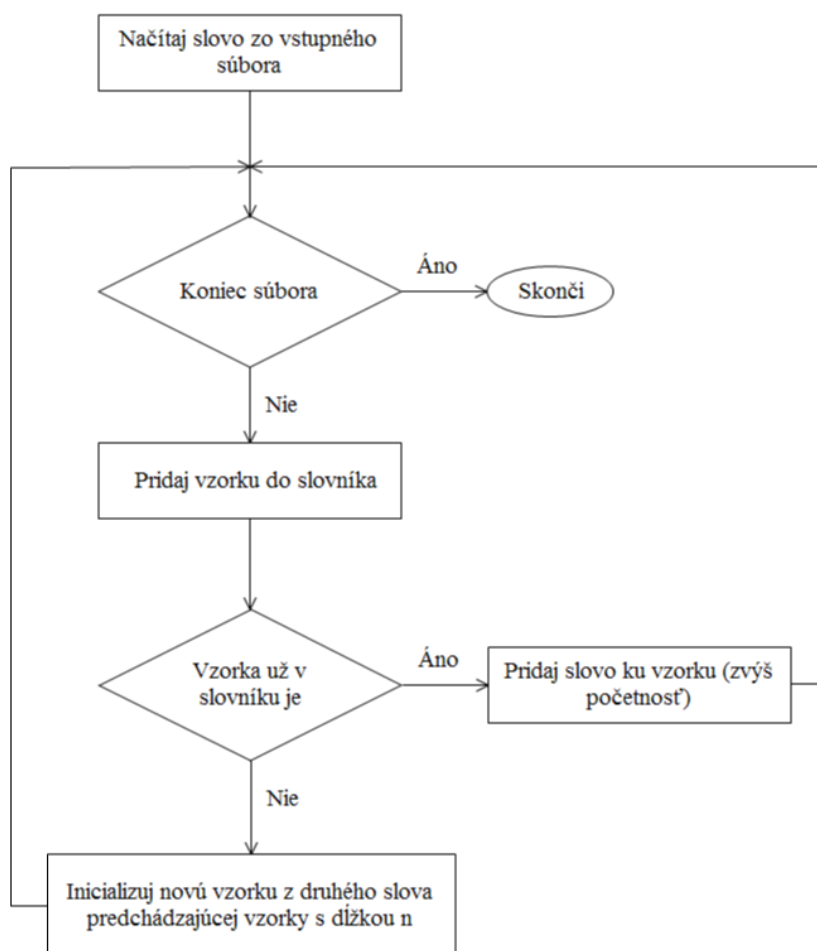 Načítaj slovo zo vstupného
súbora
Koniec súbora
Áno
Skonči
Nie
Pridaj vzorku do slovníka
Vzorka už v
slovníku je
Áno
Pridaj slovo ku vzorku (zvýš
početnosť)
Nie
Inicializuj novú vzorku z druhého slova
predchádzajúcej vzorky s dĺžkou n